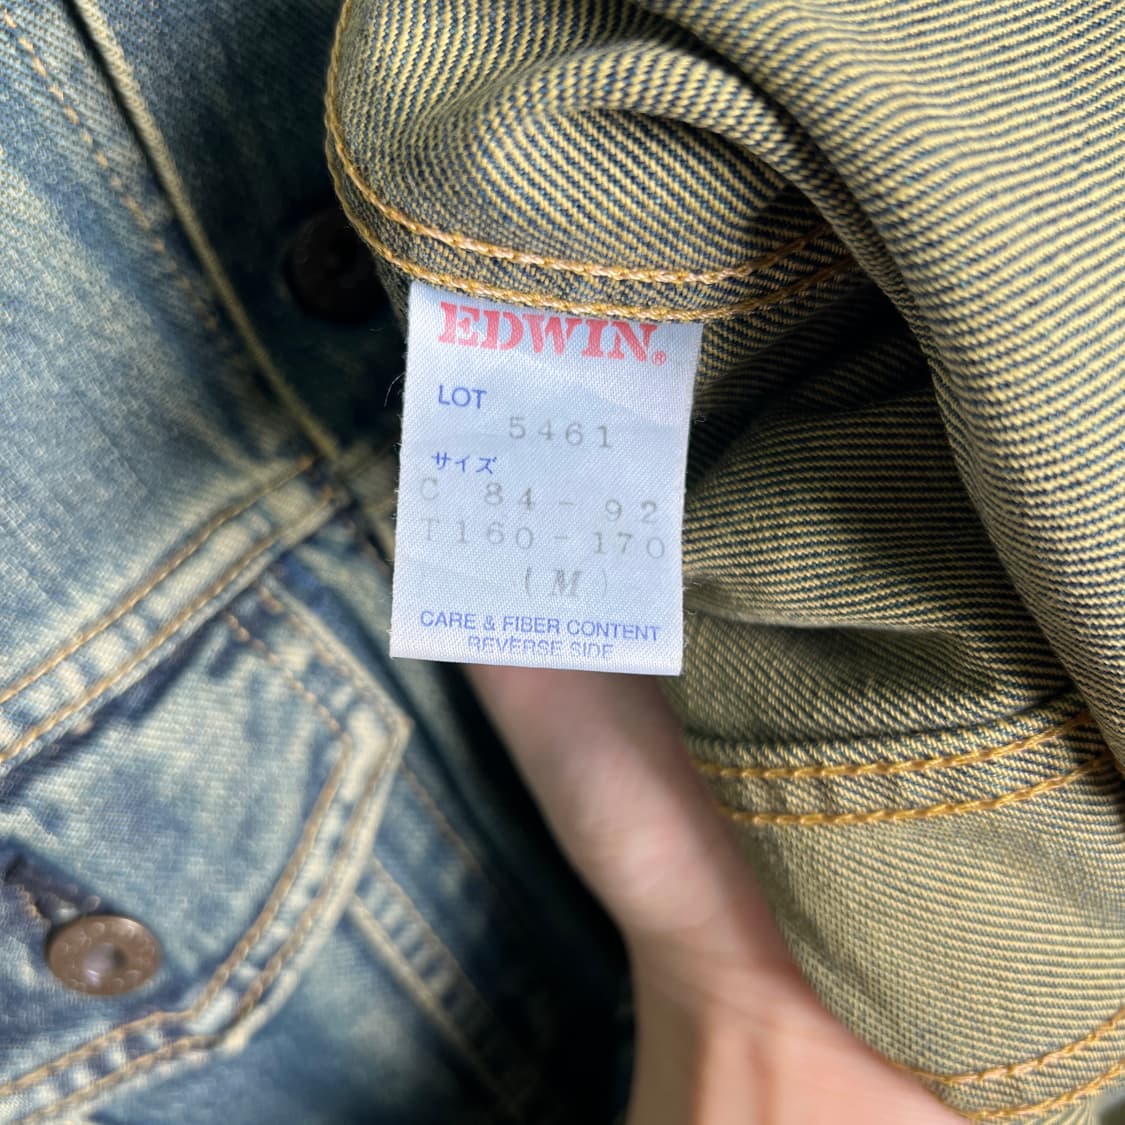 EDWIN®
LOT
5461
サイズ
C 84-92
T160-170
(M)
CARE & FIBER CONTENT
REVERSE SIDE